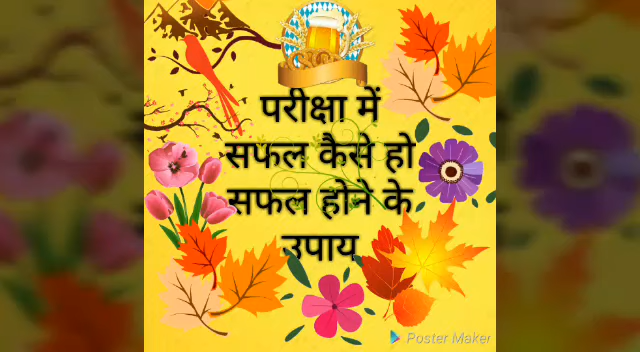 परीक्षा में
सफल कैसे हो
सफल होने के
उपाय
Poster Maker